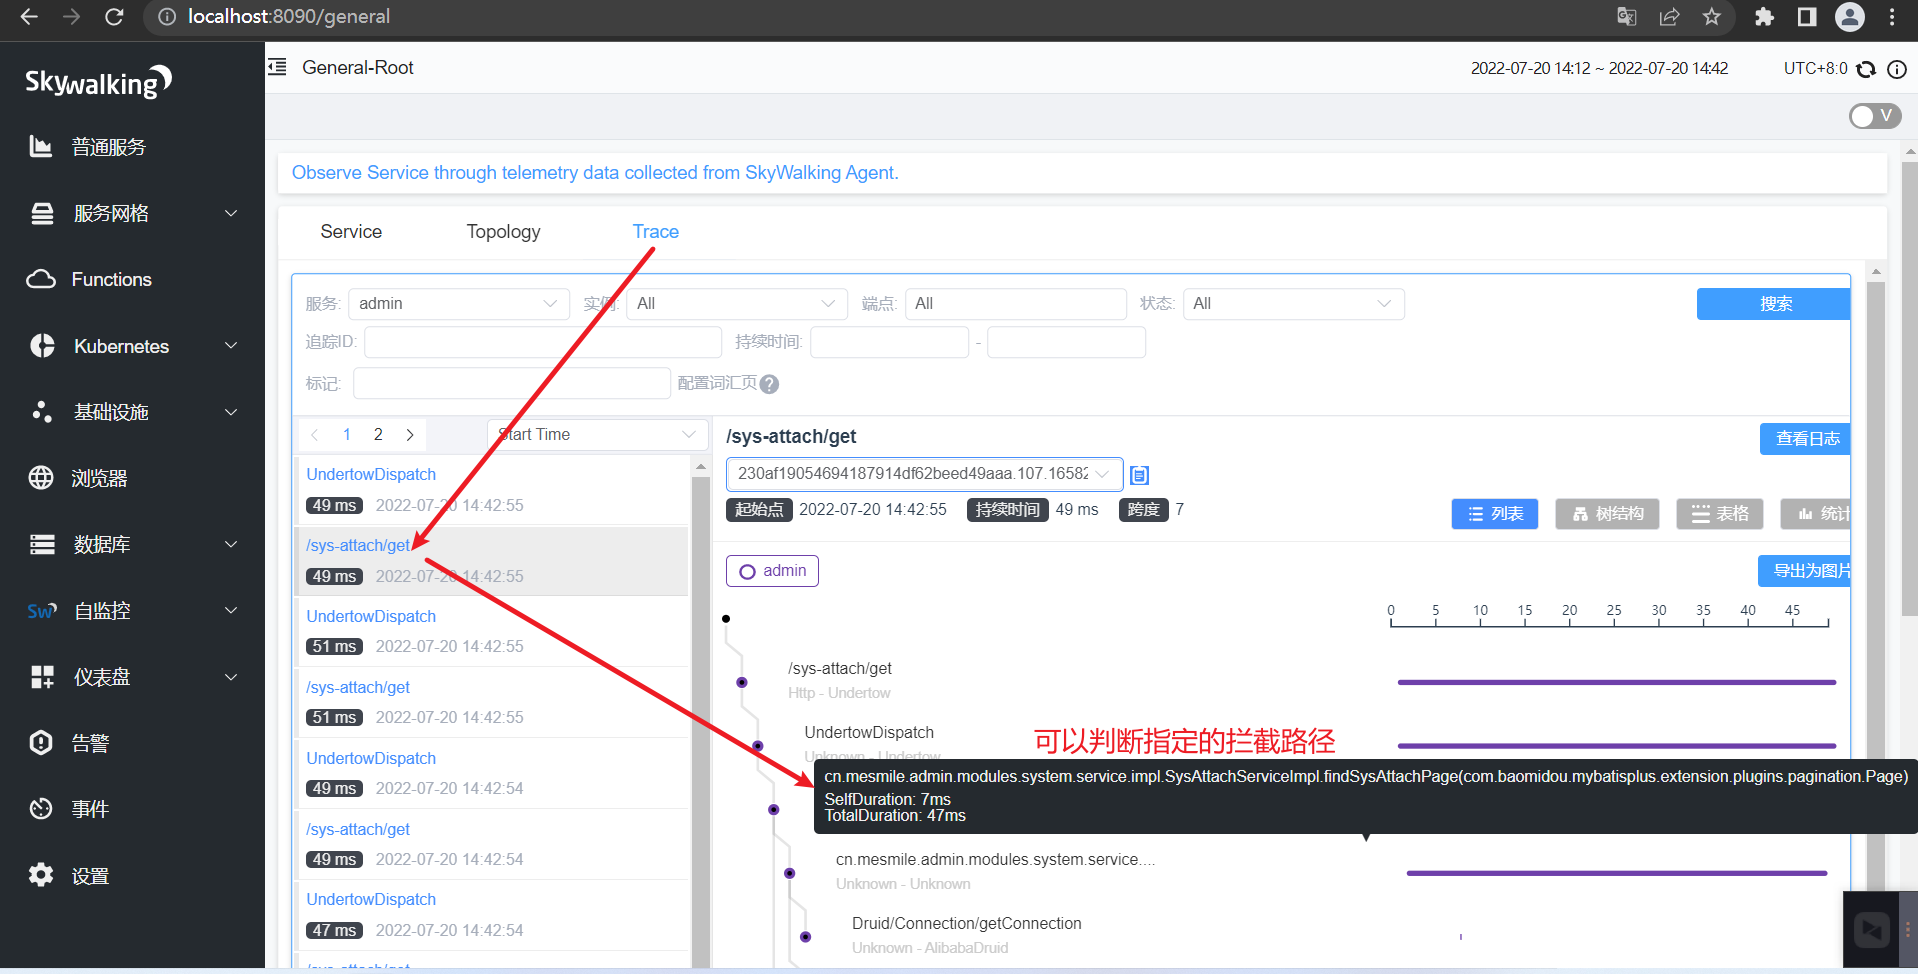 localhost:8090/general
Skywalking
General-Root
2022-07-20 14:12 ~ 2022-07-20 14:42
UTC+8:0
V
普通服务
服务网格
Functions
Kubernetes
基础设施
浏览器
数据库
Sw 自监控
仪表盘
告警
事件
设置
Observe Service through telemetry data collected from SkyWalking Agent.
Service
Topology
Trace
服务: admin
实例: All
端点: All
状态: All
搜索
追踪ID:
持续时间: -
标记:
配置词汇页 ?
1 2
Start Time
UndertowDispatch
49 ms 2022-07-20 14:42:55
/sys-attach/get
49 ms 2022-07-20 14:42:55
UndertowDispatch
51 ms 2022-07-20 14:42:55
/sys-attach/get
51 ms 2022-07-20 14:42:55
UndertowDispatch
49 ms 2022-07-20 14:42:54
/sys-attach/get
49 ms 2022-07-20 14:42:54
UndertowDispatch
47 ms 2022-07-20 14:42:54
/sys-attach/get
/sys-attach/get
查看日志
230af19054694187914df62beed49aaa.107.16582
起始点 2022-07-20 14:42:55 持续时间 49 ms 跨度 7
列表
树结构
表格
统计
admin
导出为图片
0 5 10 15 20 25 30 35 40 45
/sys-attach/get
Http - Undertow
UndertowDispatch
Unknown - Undertow
可以判断指定的拦截路径
cn.mesmile.admin.modules.system.service.impl.SysAttachServiceImpl.findSysAttachPage(com.baomidou.mybatisplus.extension.plugins.pagination.Page)
SelfDuration: 7ms
TotalDuration: 47ms
cn.mesmile.admin.modules.system.service....
Unknown - Unknown
Druid/Connection/getConnection
Unknown - AlibabaDruid